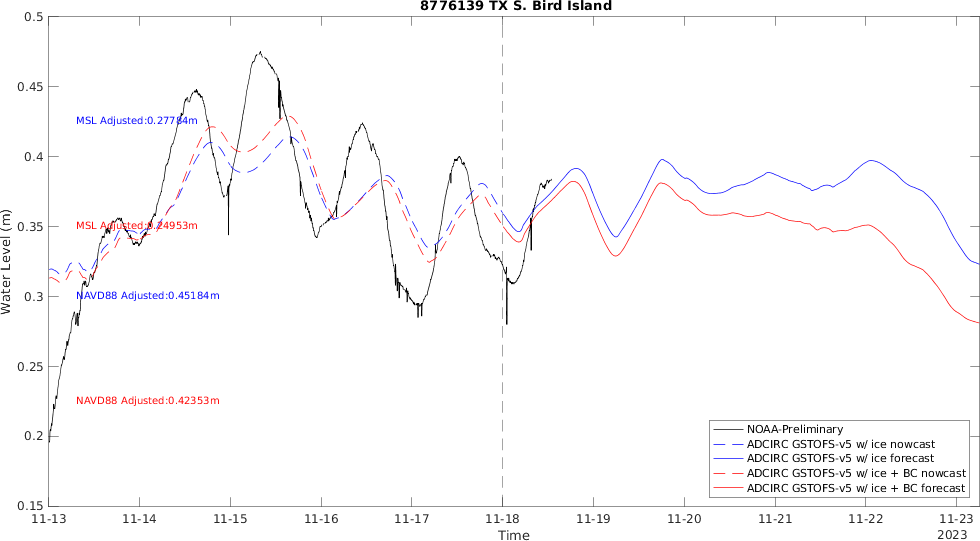 8776139 TX S. Bird Island
Water Level (m)
0.5
0.45
0.4
0.35
0.3
0.25
0.2
0.15
MSL Adjusted:0.27784m
MSL Adjusted:0.24953m
NAVD88 Adjusted:0.45184m
NAVD88 Adjusted:0.42353m
NOAA-Preliminary
ADCIRC GSTOFS-v5 w/ ice nowcast
ADCIRC GSTOFS-v5 w/ ice forecast
ADCIRC GSTOFS-v5 w/ ice + BC nowcast
ADCIRC GSTOFS-v5 w/ ice + BC forecast
11-13 11-14 11-15 11-16 11-17 11-18 11-19 11-20 11-21 11-22 11-23
Time
2023